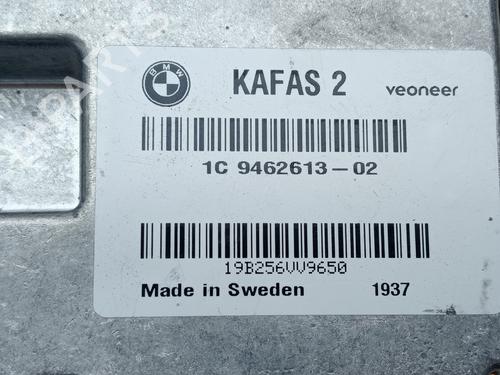 BMW
KAFAS 2
veoneer
1C 9462613-02
19B256VV9650
Made in Sweden
1937